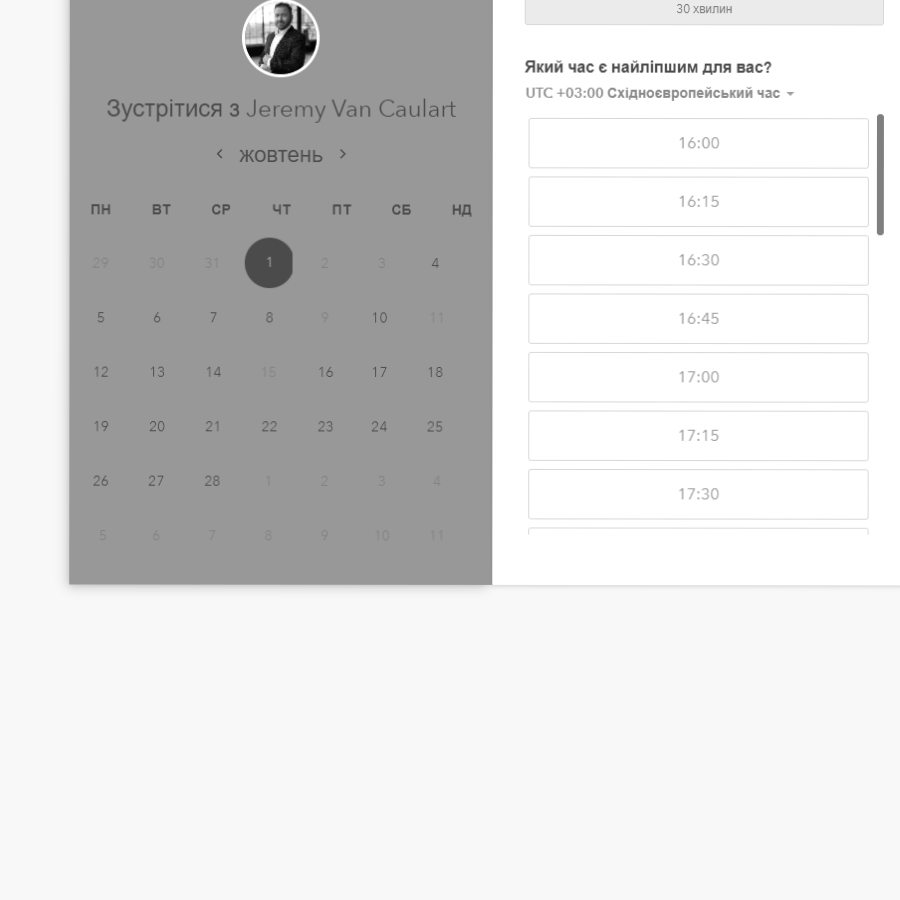 Зустрітися з Jeremy Van Caulart
‹ жовтень ›
ПН ВТ СР ЧТ ПТ СБ НД
29 30 31 1 2 3 4
5 6 7 8 9 10 11
12 13 14 15 16 17 18
19 20 21 22 23 24 25
26 27 28 1 2 3 4
5 6 7 8 9 10 11
30 хвилин
Який час є найліпшим для вас?
UTC +03:00 Східноєвропейський час
16:00
16:15
16:30
16:45
17:00
17:15
17:30